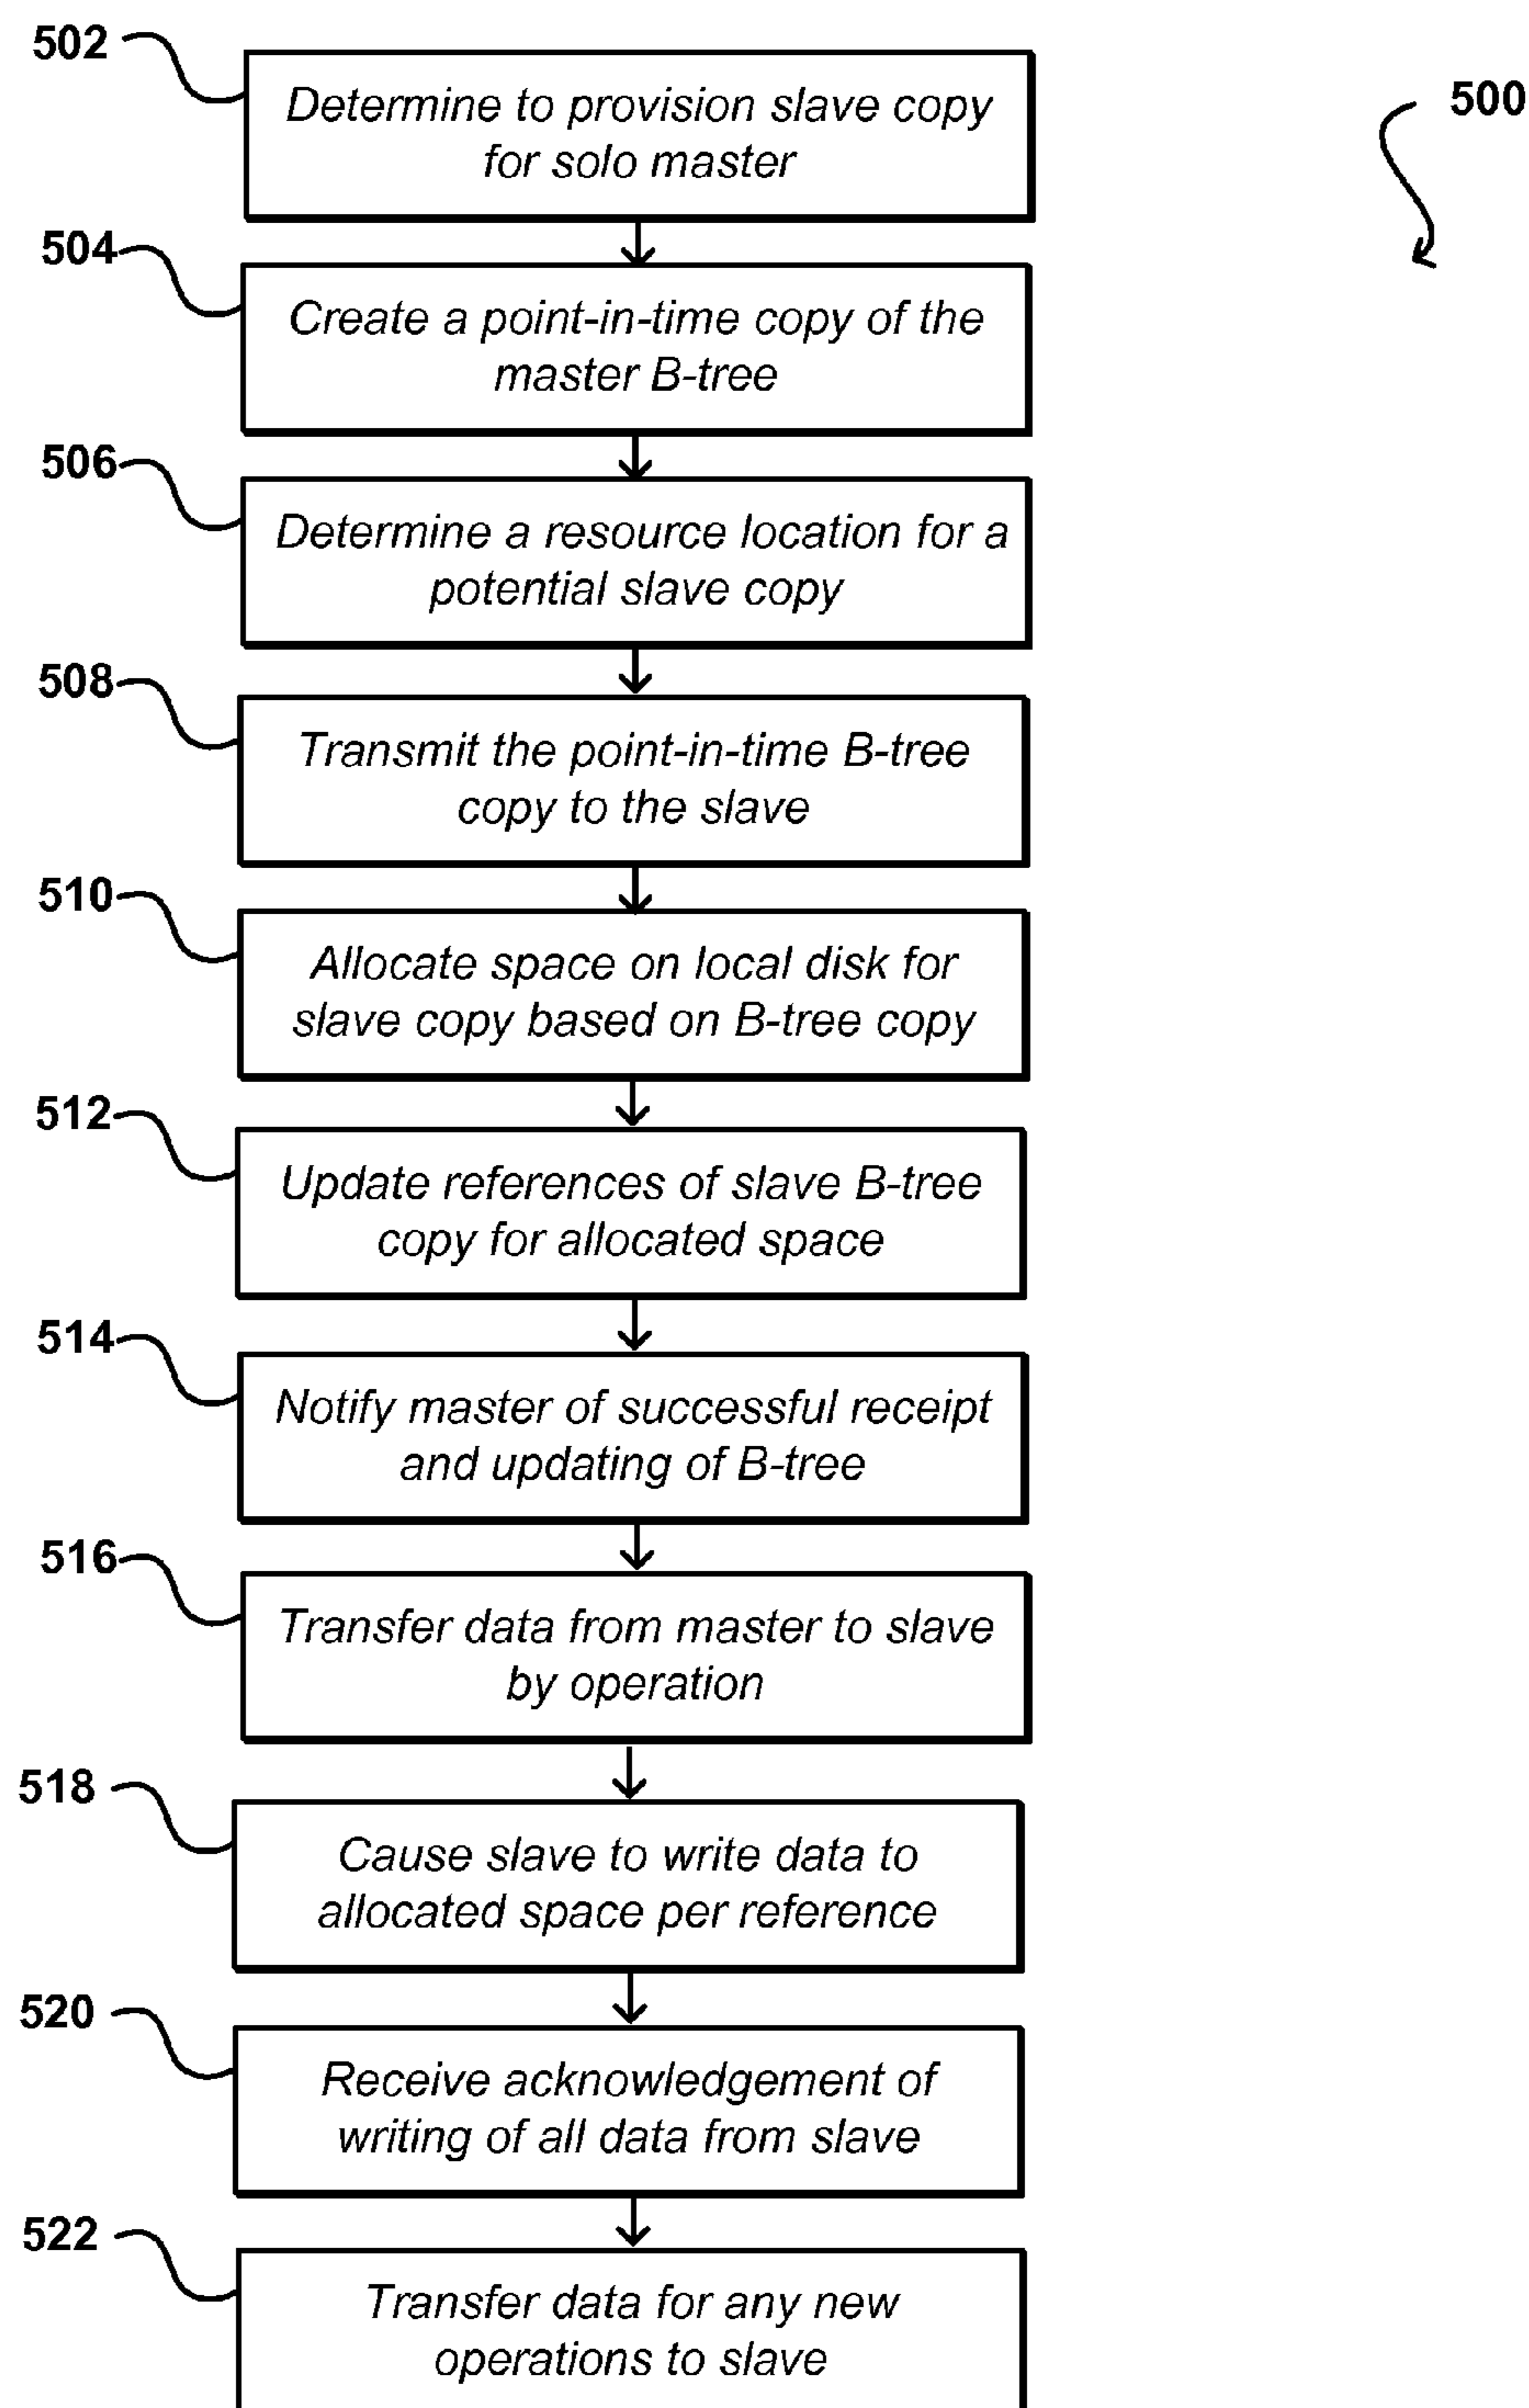 502
Determine to provision slave copy
for solo master
500
504
Create a point-in-time copy of the
master B-tree
506
Determine a resource location for a
potential slave copy
508
Transmit the point-in-time B-tree
copy to the slave
510
Allocate space on local disk for
slave copy based on B-tree copy
512
Update references of slave B-tree
copy for allocated space
514
Notify master of successful receipt
and updating of B-tree
516
Transfer data from master to slave
by operation
518
Cause slave to write data to
allocated space per reference
520
Receive acknowledgement of
writing of all data from slave
522
Transfer data for any new
operations to slave